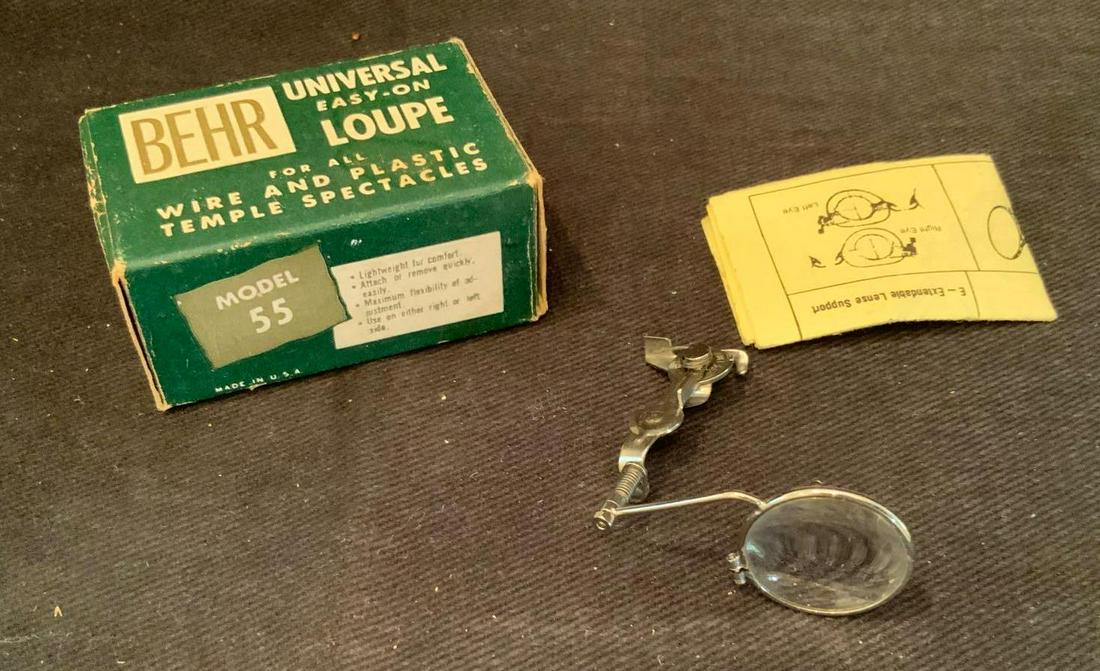 BEHR
UNIVERSAL
EASY-ON
LOUPE
FOR ALL
WIRE AND PLASTIC
TEMPLE SPECTACLES
MODEL
55
• Lightweight for comfort.
• Attach or remove quickly,
easily.
• Maximum flexibility of ad-
justment.
• Use on either right or left
side.
MADE IN U.S.A.
Left Eye
Right Eye
E — Extendable Lense Support